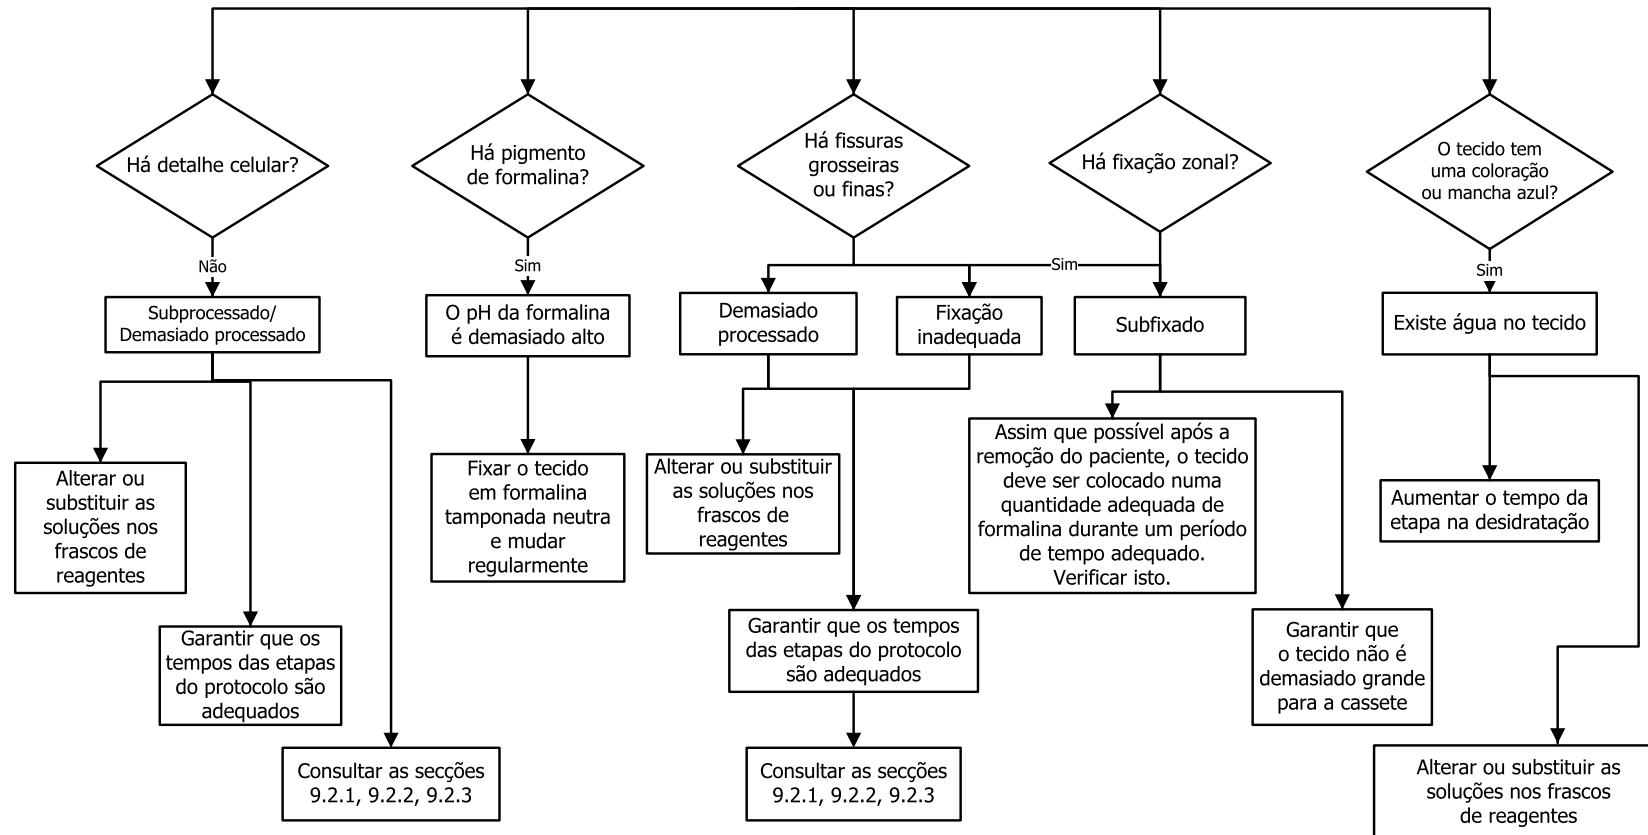 Há detalhe celular?
Há pigmento
de formalina?
Há fissuras
grosseiras
ou finas?
Há fixação zonal?
O tecido tem
uma coloração
ou mancha azul?
Não
Sim
Sim
Sim
Subprocessado/
Demasiado processado
O pH da formalina
é demasiado alto
Demasiado
processado
Fixação
inadequada
Subfixado
Existe água no tecido
Alterar ou
substituir as
soluções nos
frascos de
reagentes
Fixar o tecido
em formalina
tamponada neutra
e mudar
regularmente
Alterar ou substituir
as soluções nos
frascos de
reagentes
Assim que possível após a
remoção do paciente, o tecido
deve ser colocado numa
quantidade adequada de
formalina durante um período
de tempo adequado.
Verificar isto.
Aumentar o tempo da
etapa na desidratação
Garantir que os
tempos das etapas
do protocolo são
adequados
Garantir que os tempos
das etapas do protocolo
são adequados
Garantir que
o tecido não é
demasiado grande
para a cassete
Consultar as secções
9.2.1, 9.2.2, 9.2.3
Consultar as secções
9.2.1, 9.2.2, 9.2.3
Alterar ou substituir as
soluções nos frascos
de reagentes